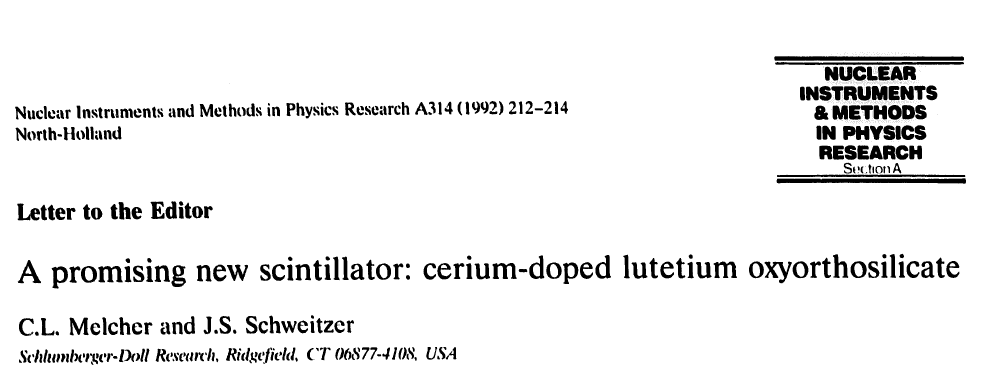 NUCLEAR
INSTRUMENTS
& METHODS
IN PHYSICS
RESEARCH
Section A
Nuclear Instruments and Methods in Physics Research A314 (1992) 212–214
North-Holland
Letter to the Editor
A promising new scintillator: cerium-doped lutetium oxyorthosilicate
C.L. Melcher and J.S. Schweitzer
Schlumberger-Doll Research, Ridgefield, CT 06877-4108, USA